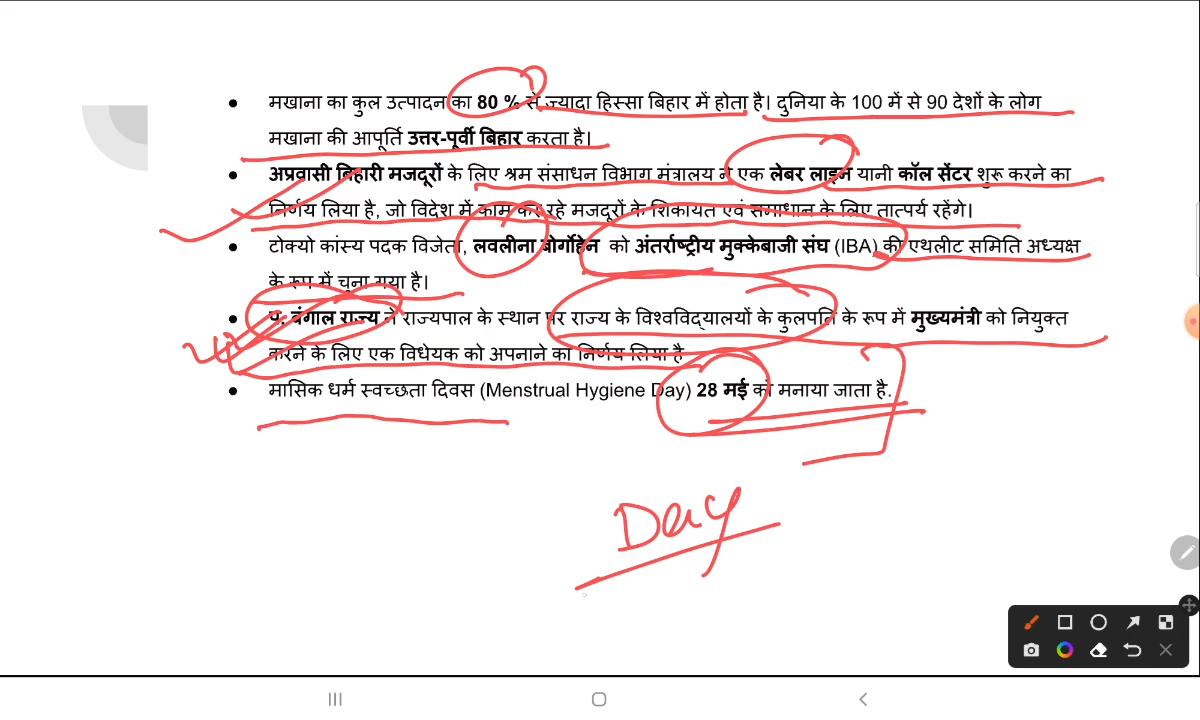 मखाना का कुल उत्पादन का 80 % से ज्यादा हिस्सा बिहार में होता है। दुनिया के 100 में से 90 देशों के लोग
मखाना की आपूर्ति उत्तर-पूर्वी बिहार करता है।
अप्रवासी बिहारी मजदूरों के लिए श्रम संसाधन विभाग मंत्रालय ने एक लेबर लाइन यानी कॉल सेंटर शुरू करने का
निर्णय लिया है, जो विदेश में काम कर रहे मजदूरों के शिकायत एवं समाधान के लिए तात्पर्य रहेंगे।
टोक्यो कांस्य पदक विजेता, लवलीना बोर्गोहेन को अंतर्राष्ट्रीय मुक्केबाजी संघ (IBA) की एथलीट समिति अध्यक्ष
के रूप में चुना गया है।
प. बंगाल राज्य ने राज्यपाल के स्थान पर राज्य के विश्वविद्यालयों के कुलपति के रूप में मुख्यमंत्री को नियुक्त
करने के लिए एक विधेयक को अपनाने का निर्णय लिया है
मासिक धर्म स्वच्छता दिवस (Menstrual Hygiene Day) 28 मई को मनाया जाता है.
Day